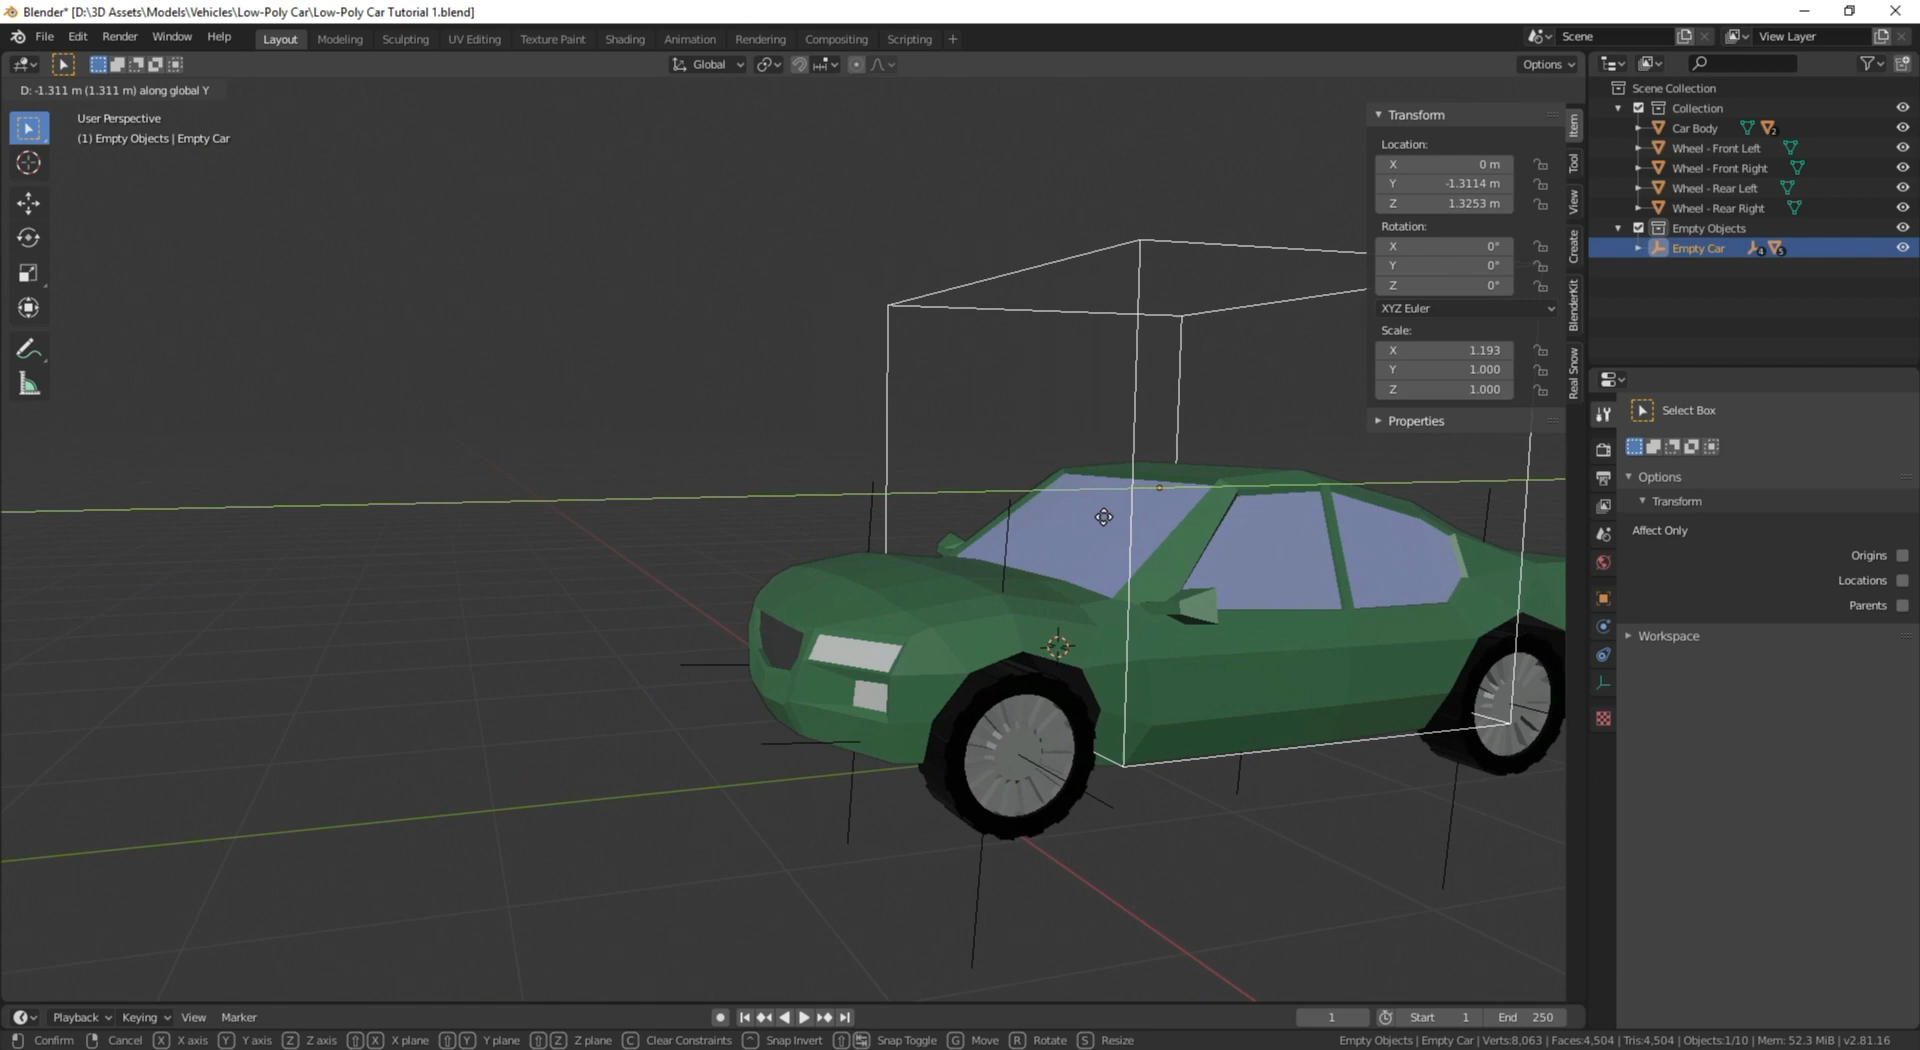 Blender* [D:\3D Assets\Models\Vehicles\Low-Poly Car\Low-Poly Car Tutorial 1.blend]
File Edit Render Window Help Layout Modeling Sculpting UV Editing Texture Paint Shading Animation Rendering Compositing Scripting + Scene View Layer
Global Options
D: -1.311 m (1.311 m) along global Y
User Perspective
(1) Empty Objects | Empty Car
Transform
Location:
X 0 m
Y -1.3114 m
Z 1.3253 m
Rotation:
X 0°
Y 0°
Z 0°
XYZ Euler
Scale:
X 1.193
Y 1.000
Z 1.000
Properties
Item
Tool
View
Create
BlenderKit
Real Snow
Scene Collection
Collection
Car Body 2
Wheel - Front Left
Wheel - Front Right
Wheel - Rear Left
Wheel - Rear Right
Empty Objects
Empty Car 4 5
Select Box
Options
Transform
Affect Only
Origins
Locations
Parents
Workspace
Playback Keying View Marker 1 Start 1 End 250
Confirm Cancel X X axis Y Y axis Z Z axis X X plane Y Y plane Z Z plane C Clear Constraints Snap Invert Snap Toggle G Move R Rotate S Resize Empty Objects | Empty Car | Verts:8,063 | Faces:4,504 | Tris:4,504 | Objects:1/10 | Mem: 52.3 MiB | v2.81.16